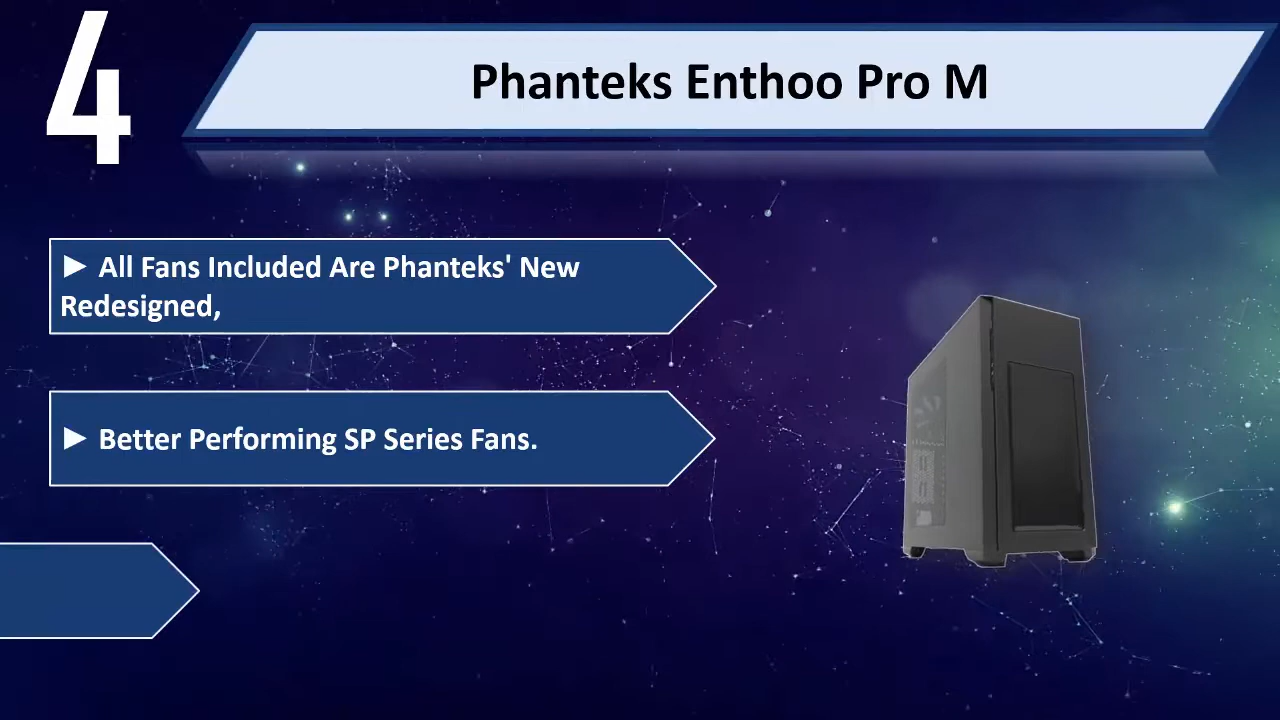 4
Phanteks Enthoo Pro M
► All Fans Included Are Phanteks' New
Redesigned,
► Better Performing SP Series Fans.